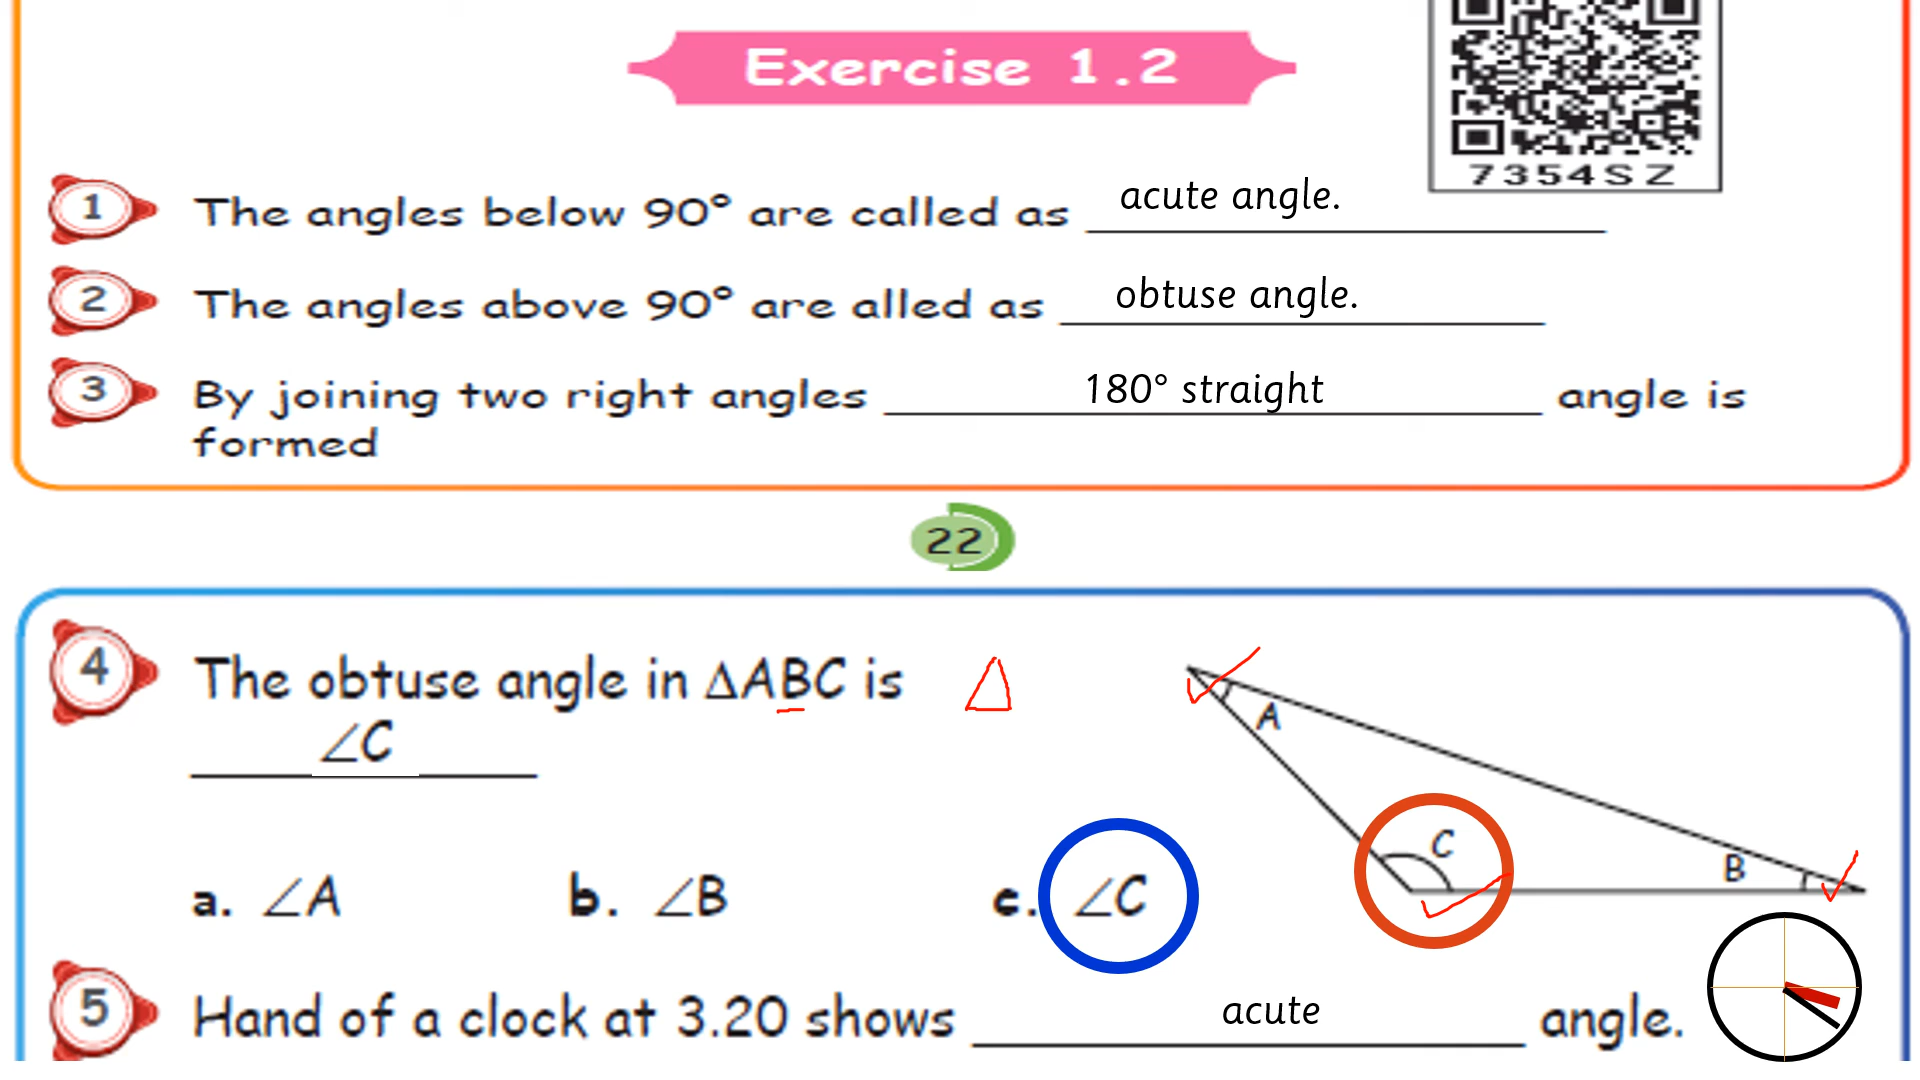 Exercise 1.2
7354SZ
1 The angles below 90° are called as acute angle.
2 The angles above 90° are alled as obtuse angle.
3 By joining two right angles 180° straight angle is
formed
22
4 The obtuse angle in ΔABC is Δ
∠C
A
C
B
a. ∠A b. ∠B c. ∠C
5 Hand of a clock at 3.20 shows acute angle.